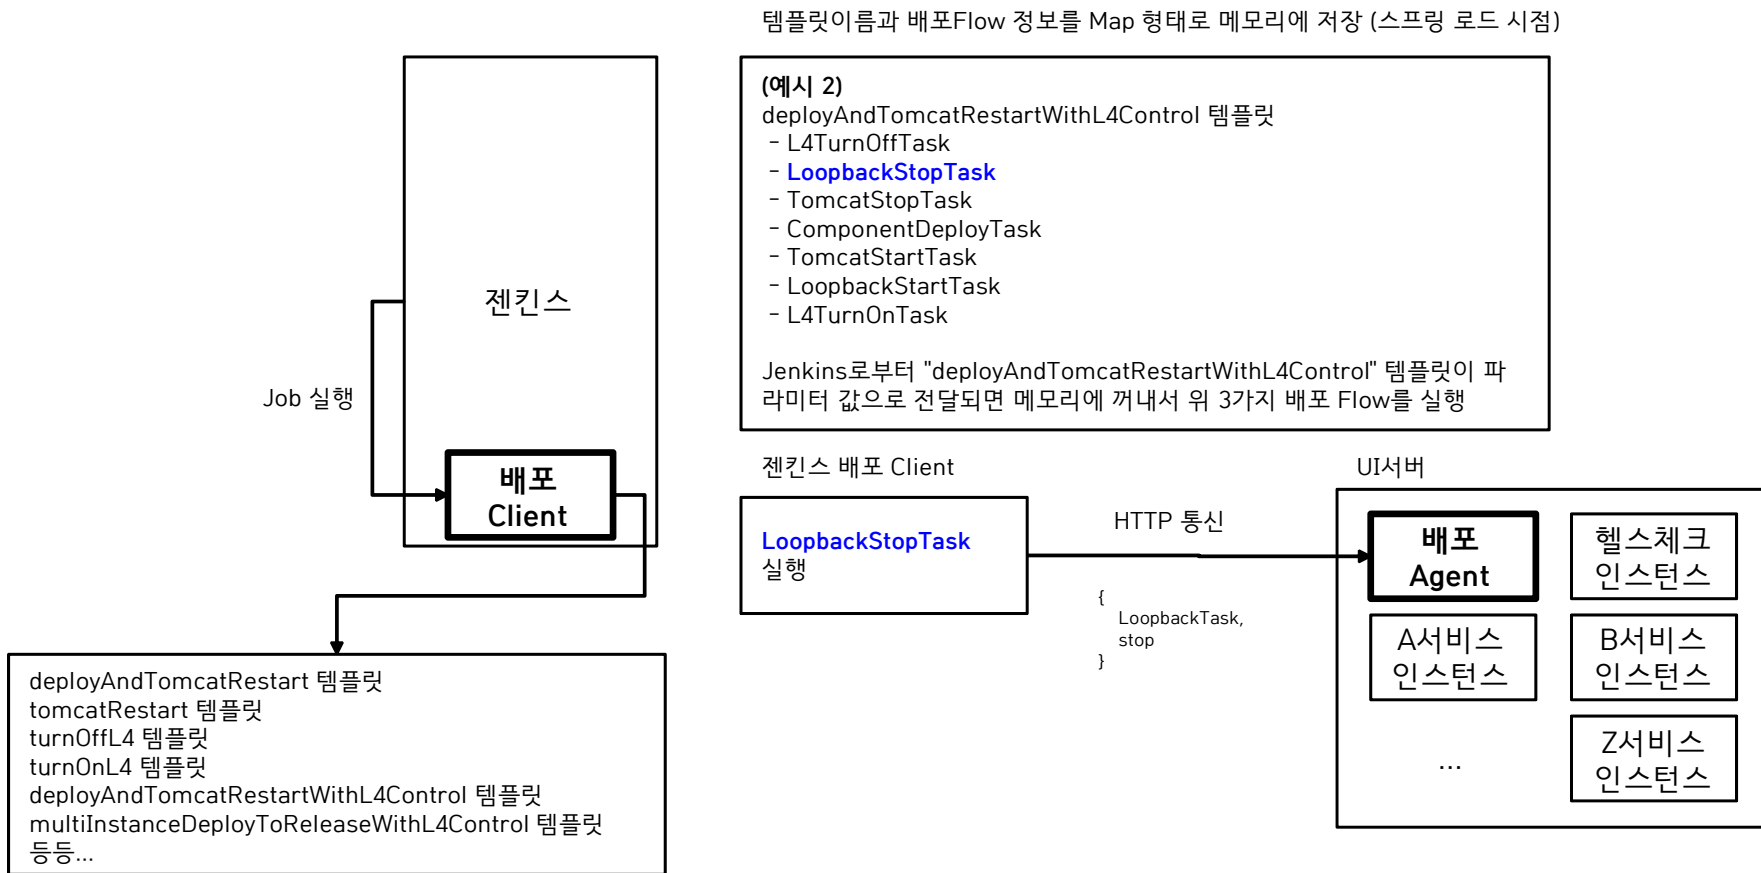 템플릿이름과 배포Flow 정보를 Map 형태로 메모리에 저장 (스프링 로드 시점)
(예시 2)
deployAndTomcatRestartWithL4Control 템플릿
- L4TurnOffTask
- LoopbackStopTask
- TomcatStopTask
- ComponentDeployTask
- TomcatStartTask
- LoopbackStartTask
- L4TurnOnTask
Jenkins로부터 "deployAndTomcatRestartWithL4Control" 템플릿이 파
라미터 값으로 전달되면 메모리에 꺼내서 위 3가지 배포 Flow를 실행
젠킨스
Job 실행
배포
Client
deployAndTomcatRestart 템플릿
tomcatRestart 템플릿
turnOffL4 템플릿
turnOnL4 템플릿
deployAndTomcatRestartWithL4Control 템플릿
multiInstanceDeployToReleaseWithL4Control 템플릿
등등...
젠킨스 배포 Client
LoopbackStopTask
실행
HTTP 통신
{
LoopbackTask,
stop
}
UI서버
배포
Agent
헬스체크
인스턴스
A서비스
인스턴스
B서비스
인스턴스
...
Z서비스
인스턴스